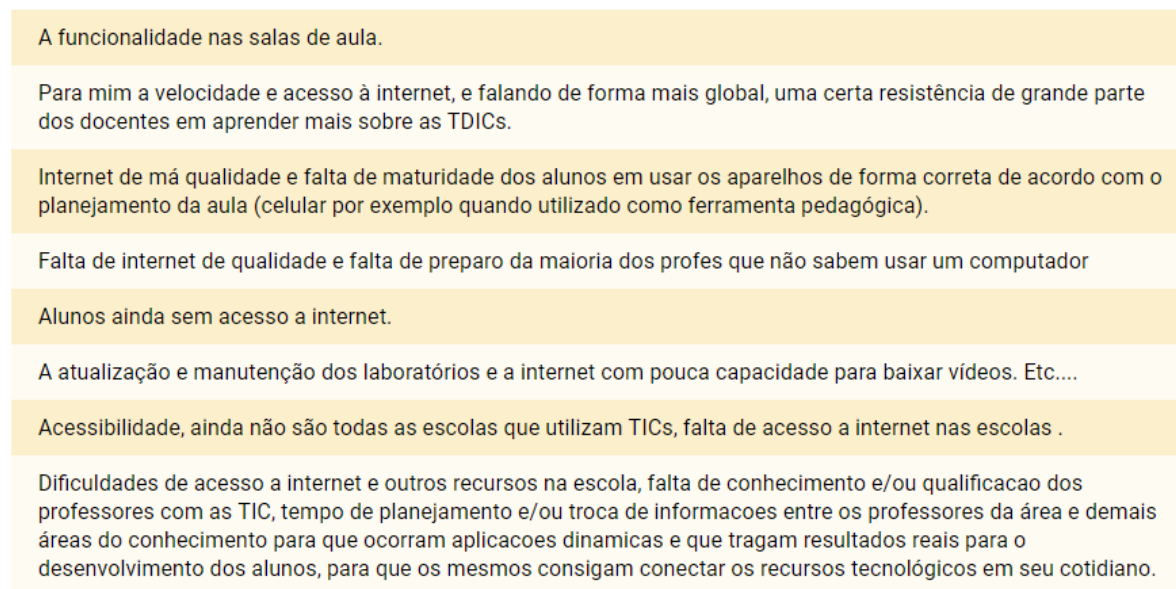 A funcionalidade nas salas de aula.
Para mim a velocidade e acesso à internet, e falando de forma mais global, uma certa resistência de grande parte
dos docentes em aprender mais sobre as TDICs.
Internet de má qualidade e falta de maturidade dos alunos em usar os aparelhos de forma correta de acordo com o
planejamento da aula (celular por exemplo quando utilizado como ferramenta pedagógica).
Falta de internet de qualidade e falta de preparo da maioria dos profes que não sabem usar um computador
Alunos ainda sem acesso a internet.
A atualização e manutenção dos laboratórios e a internet com pouca capacidade para baixar vídeos. Etc....
Acessibilidade, ainda não são todas as escolas que utilizam TICs, falta de acesso a internet nas escolas .
Dificuldades de acesso a internet e outros recursos na escola, falta de conhecimento e/ou qualificacao dos
professores com as TIC, tempo de planejamento e/ou troca de informacoes entre os professores da área e demais
áreas do conhecimento para que ocorram aplicacoes dinamicas e que tragam resultados reais para o
desenvolvimento dos alunos, para que os mesmos consigam conectar os recursos tecnológicos em seu cotidiano.